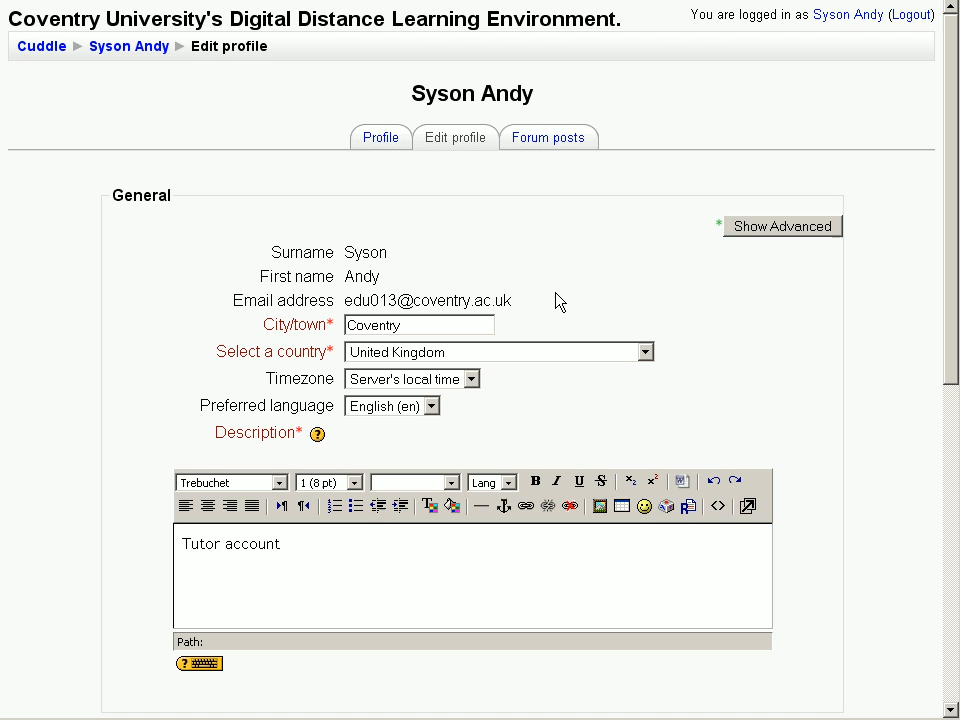 Coventry University's Digital Distance Learning Environment.
You are logged in as Syson Andy (Logout)
Cuddle ► Syson Andy ► Edit profile
Syson Andy
Profile
Edit profile
Forum posts
General
* Show Advanced
Surname Syson
First name Andy
Email address edu013@coventry.ac.uk
City/town* Coventry
Select a country* United Kingdom
Timezone Server's local time
Preferred language English (en)
Description* ?
Trebuchet 1 (8 pt) Lang B I U S x₂ x²
Tutor account
Path:
?